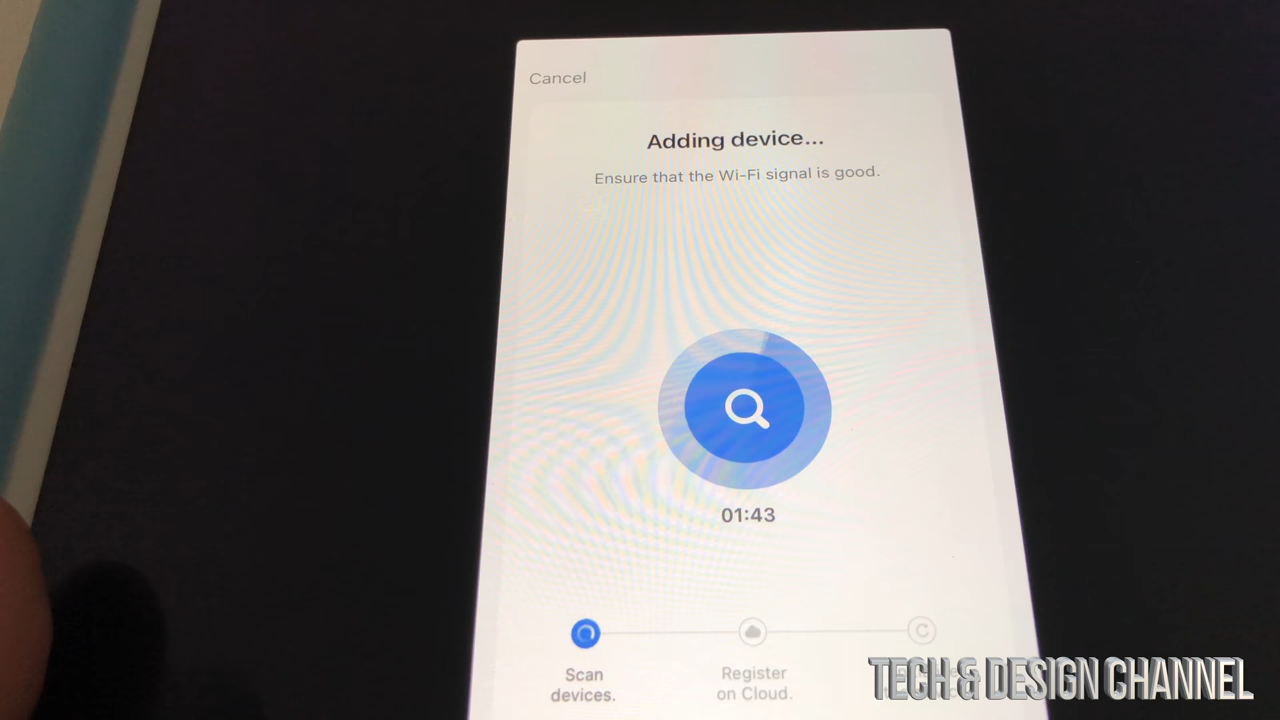 Cancel
Adding device...
Ensure that the Wi-Fi signal is good.
01:43
Scan
devices.
Register
on Cloud.
TECH & DESIGN CHANNEL